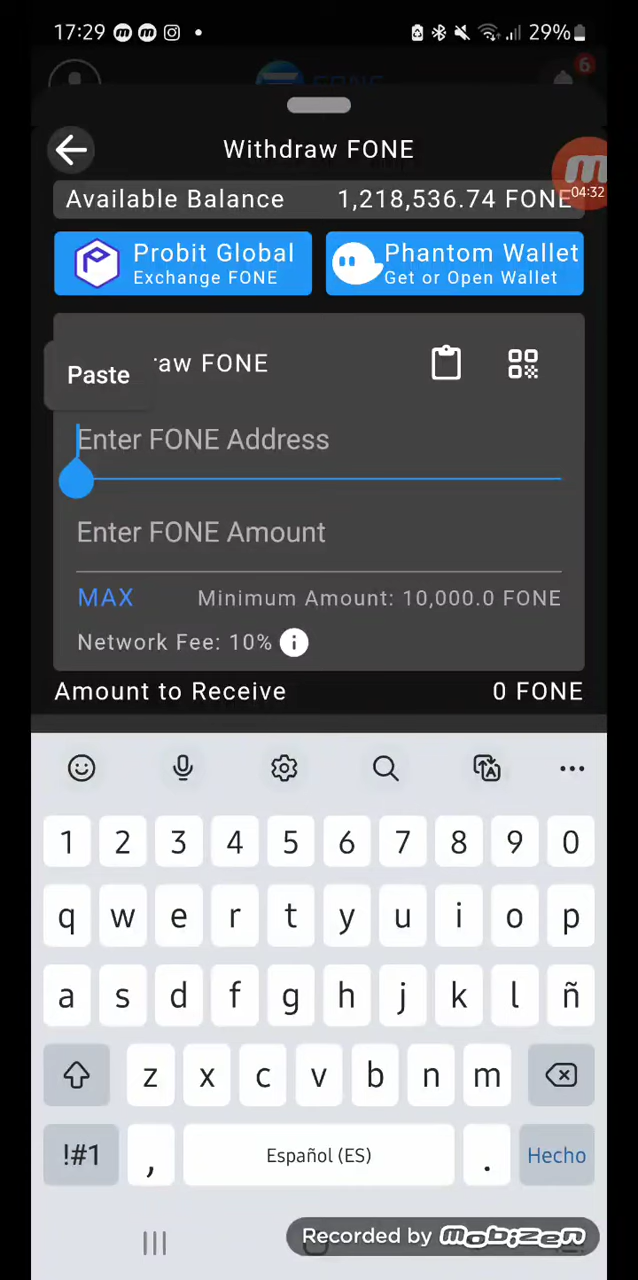 17:29
29%
FONE
6
Withdraw FONE
04:32
Available Balance 1,218,536.74 FONE
Probit Global
Exchange FONE
Phantom Wallet
Get or Open Wallet
Paste
raw FONE
Enter FONE Address
Enter FONE Amount
MAX Minimum Amount: 10,000.0 FONE
Network Fee: 10%
Amount to Receive 0 FONE
1 2 3 4 5 6 7 8 9 0
q w e r t y u i o p
a s d f g h j k l ñ
z x c v b n m
!#1 , Español (ES) . Hecho
Recorded by mobizen